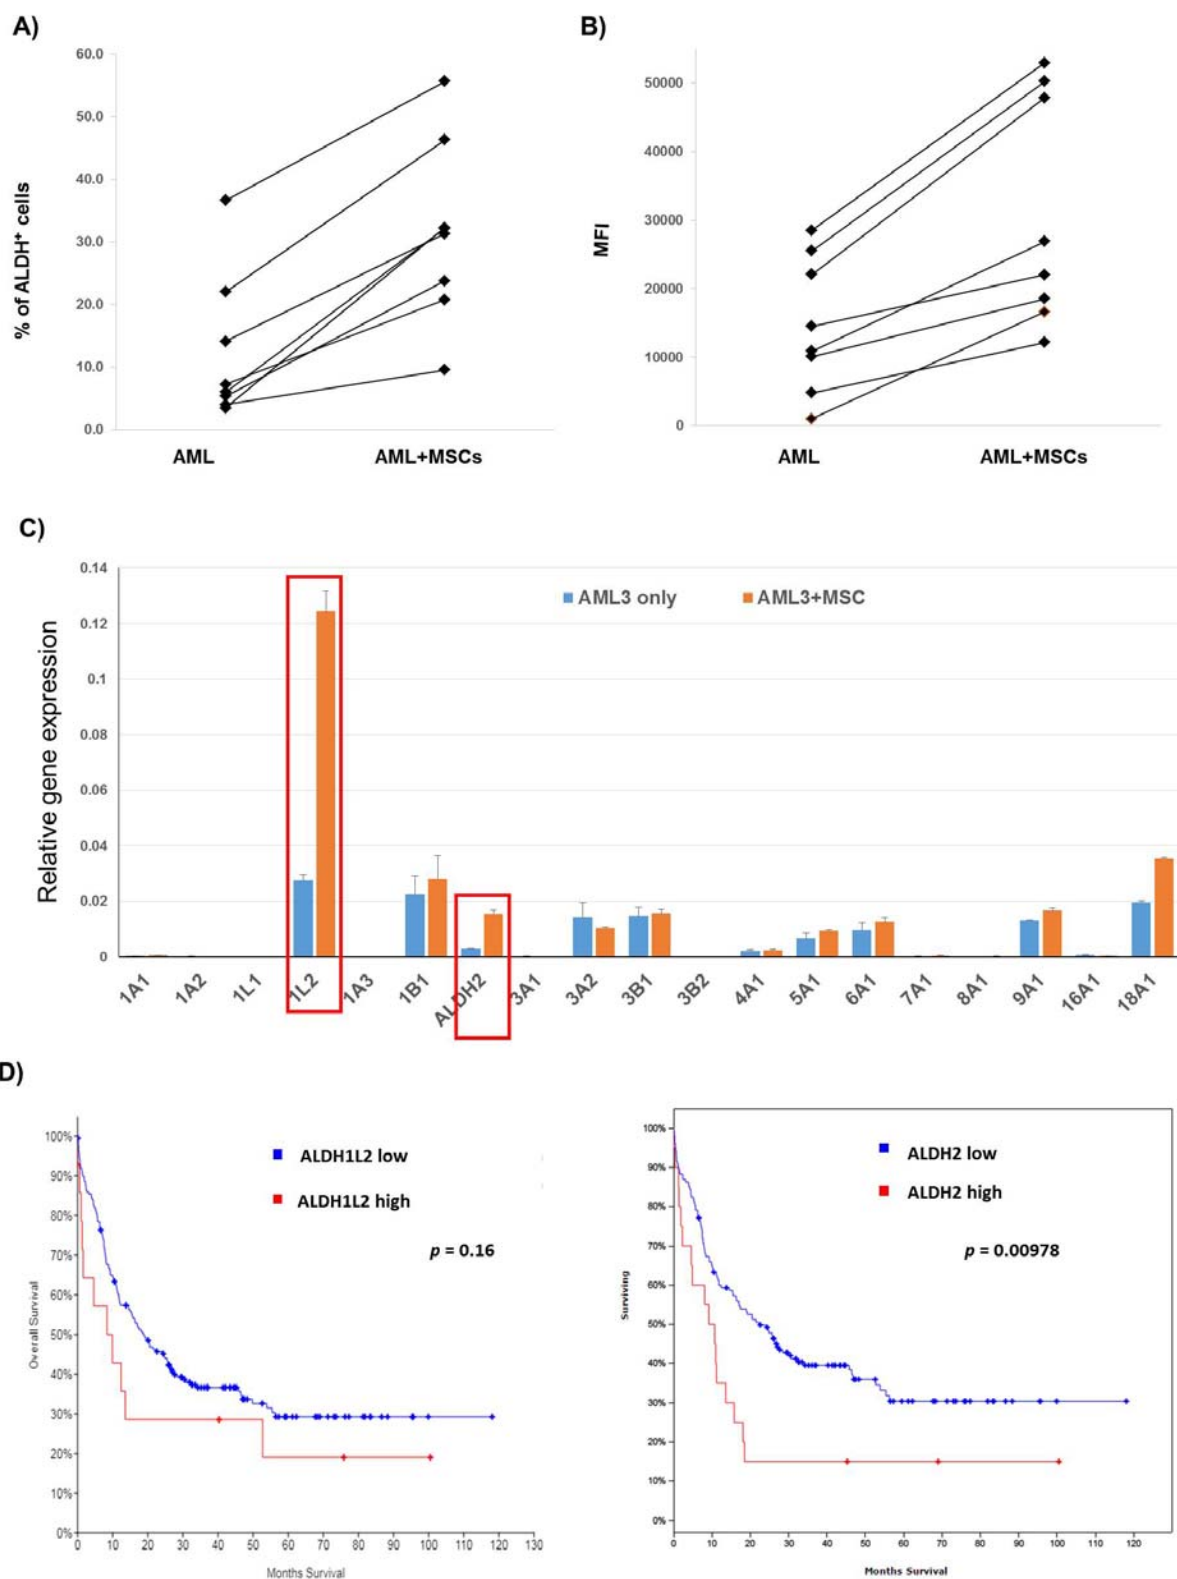 A)
60.0
50.0
40.0
30.0
20.0
10.0
0.0
% of ALDH⁺ cells
AML
AML+MSCs
B)
50000
40000
30000
20000
10000
0
MFI
AML
AML+MSCs
C)
0.14
0.12
0.1
0.08
0.06
0.04
0.02
0
Relative gene expression
AML3 only
AML3+MSC
1A1
1A2
1L1
1L2
1A3
1B1
ALDH2
3A1
3A2
3B1
3B2
4A1
5A1
6A1
7A1
8A1
9A1
16A1
18A1
D)
100%
90%
80%
70%
60%
50%
40%
30%
20%
10%
0%
Overall Survival
ALDH1L2 low
ALDH1L2 high
p = 0.16
0 10 20 30 40 50 60 70 80 90 100 110 120 130
Months Survival
100%
90%
80%
70%
60%
50%
40%
30%
20%
10%
0%
Surviving
ALDH2 low
ALDH2 high
p = 0.00978
0 10 20 30 40 50 60 70 80 90 100 110 120
Months Survival